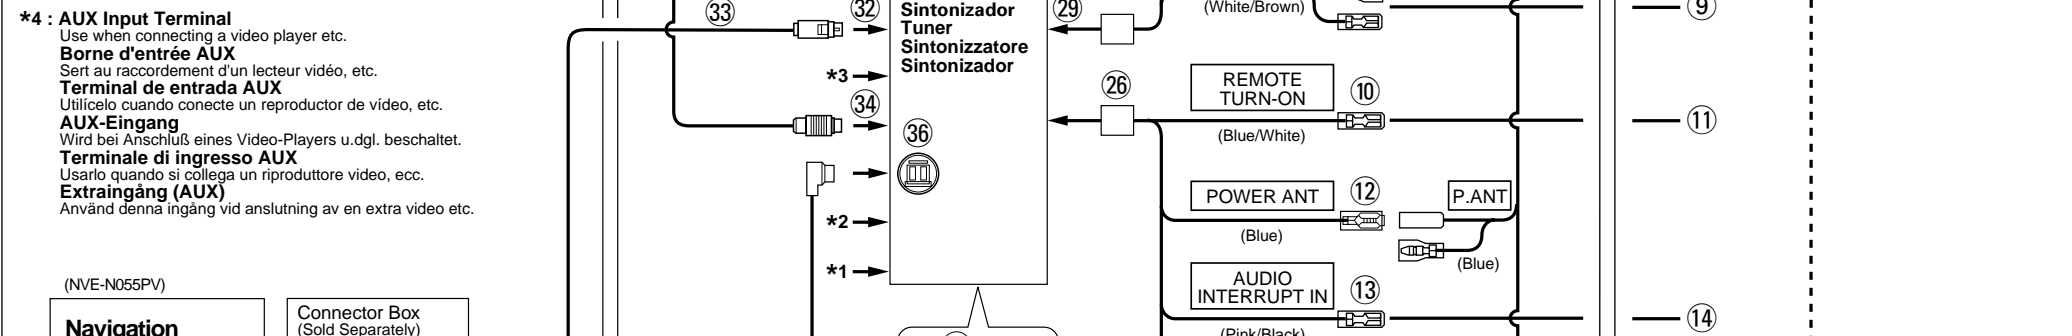 *4 : AUX Input Terminal
Use when connecting a video player etc.
Borne d'entrée AUX
Sert au raccordement d'un lecteur vidéo, etc.
Terminal de entrada AUX
Utilícelo cuando conecte un reproductor de vídeo, etc.
AUX-Eingang
Wird bei Anschluß eines Video-Players u.dgl. beschaltet.
Terminale di ingresso AUX
Usarlo quando si collega un riproduttore video, ecc.
Extraingång (AUX)
Använd denna ingång vid anslutning av en extra video etc.
(NVE-N055PV)
Navigation
Connector Box
(Sold Separately)
㉝
㉜
*3
㉞
㊱
*2
*1
Sintonizador
Tuner
Sintonizzatore
Sintonizador
㉙
㉖
(White/Brown)
⑨
REMOTE
TURN-ON
⑩
(Blue/White)
⑪
POWER ANT
⑫
(Blue)
P.ANT
(Blue)
AUDIO
INTERRUPT IN
⑬
(Pink/Black)
⑭